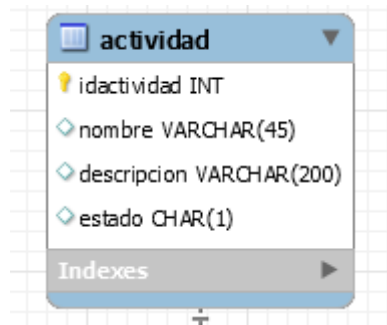 actividad
idactividad INT
nombre VARCHAR(45)
descripcion VARCHAR(200)
estado CHAR(1)
Indexes